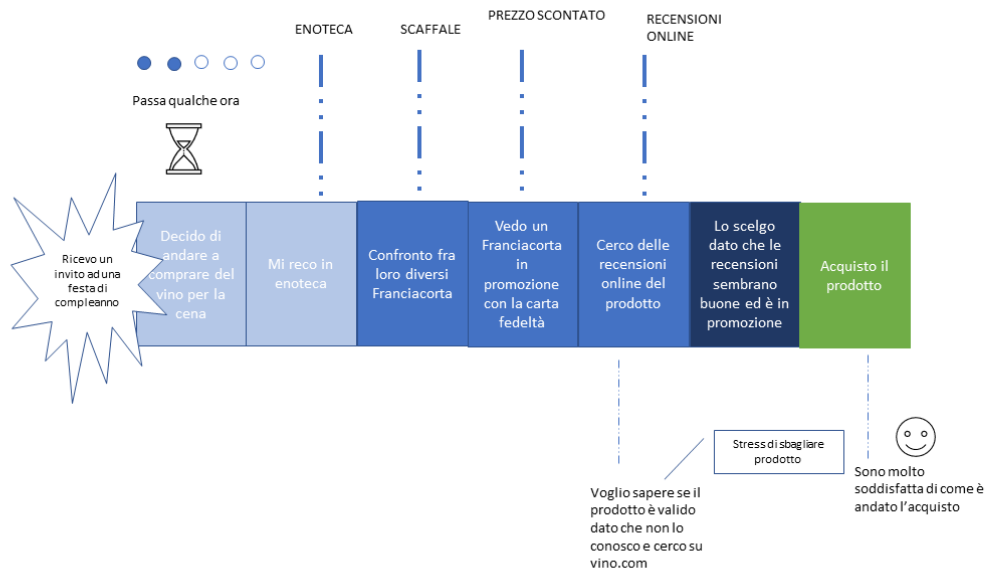 ENOTECA
SCAFFALE
PREZZO SCONTATO
RECENSIONI
ONLINE
Passa qualche ora
Ricevo un
invito ad una
festa di
compleanno
Decido di
andare a
comprare del
vino per la
cena
Mi reco in
enoteca
Confronto fra
loro diversi
Franciacorta
Vedo un
Franciacorta
in
promozione
con la carta
fedeltà
Cerco delle
recensioni
online del
prodotto
Lo scelgo
dato che le
recensioni
sembrano
buone ed è in
promozione
Acquisto il
prodotto
Stress di sbagliare
prodotto
Voglio sapere se il
prodotto è valido
dato che non lo
conosco e cerco su
vino.com
Sono molto
soddisfatta di come è
andato l'acquisto